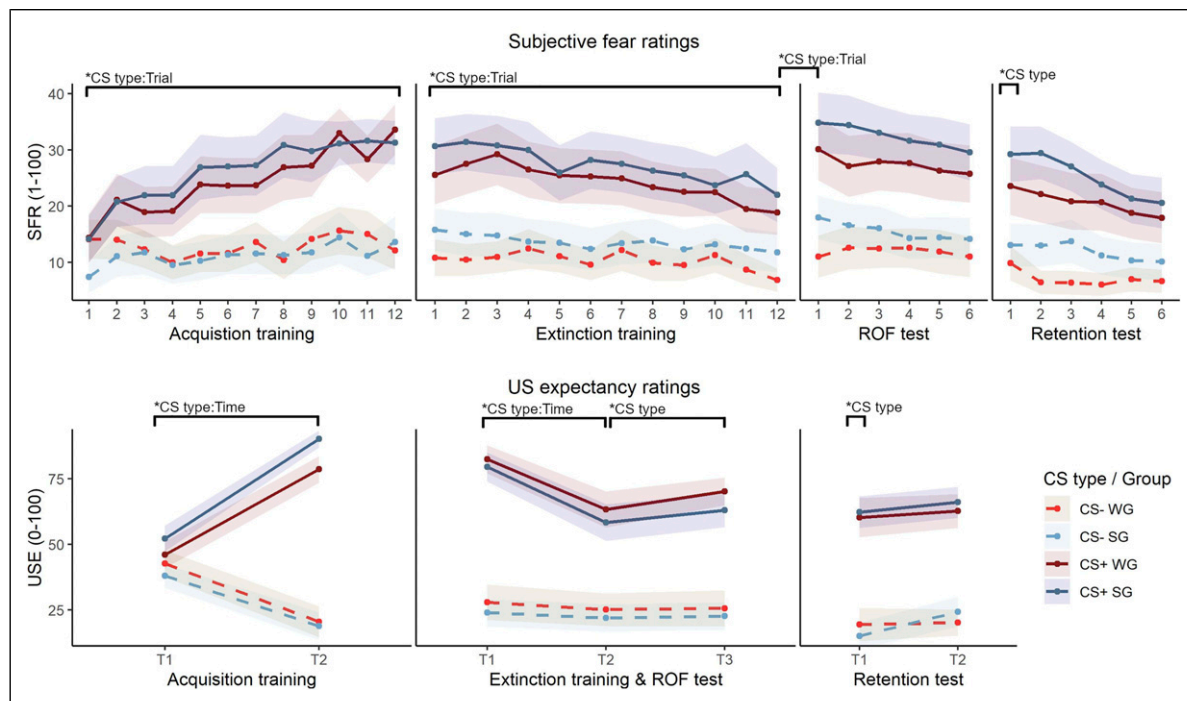 Subjective fear ratings
*CS type:Trial
*CS type:Trial
*CS type:Trial
*CS type
SFR (1-100)
40
30
20
10
1 2 3 4 5 6 7 8 9 10 11 12
1 2 3 4 5 6 7 8 9 10 11 12
1 2 3 4 5 6
1 2 3 4 5 6
Acquistion training
Extinction training
ROF test
Retention test
US expectancy ratings
*CS type:Time
*CS type:Time
*CS type
*CS type
USE (0-100)
75
50
25
T1 T2
T1 T2 T3
T1 T2
Acquisition training
Extinction training & ROF test
Retention test
CS type / Group
CS- WG
CS- SG
CS+ WG
CS+ SG